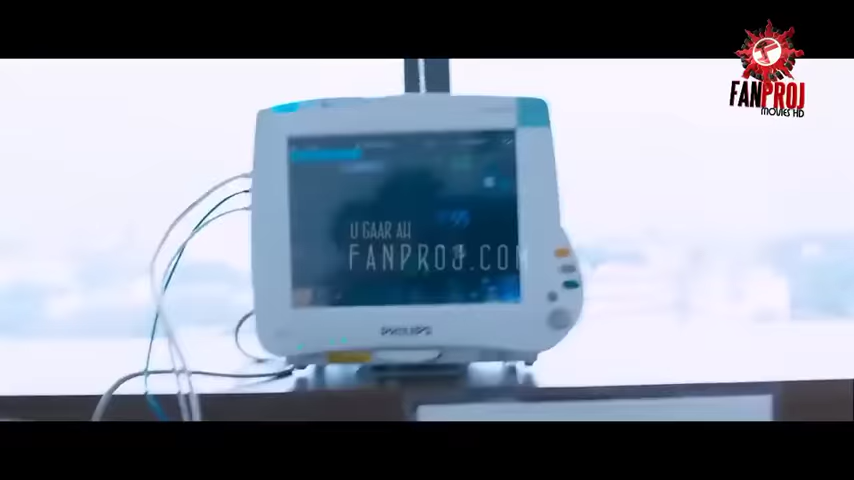 FANPROJ
MOVIES HD
U GAAR AH
FANPROJ.COM
PHILIPS